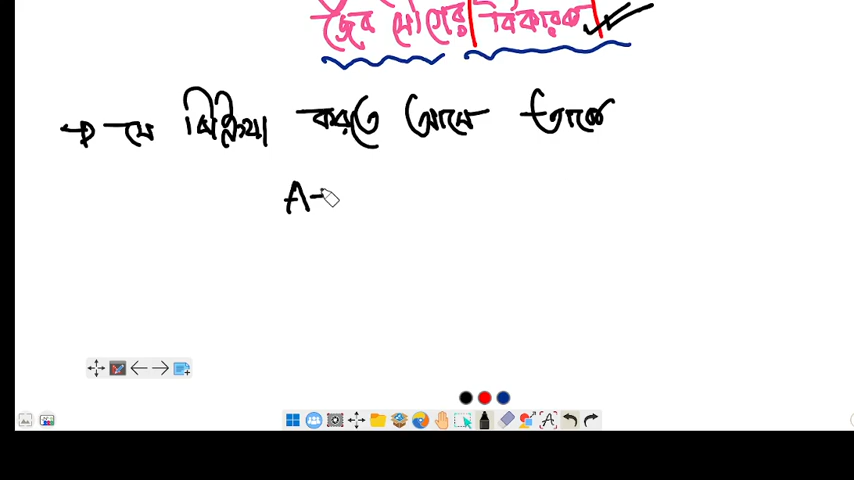 জৈব যৌগের বিকারক
→ যে বিক্রিয়া করতে আসে তাকে
A-